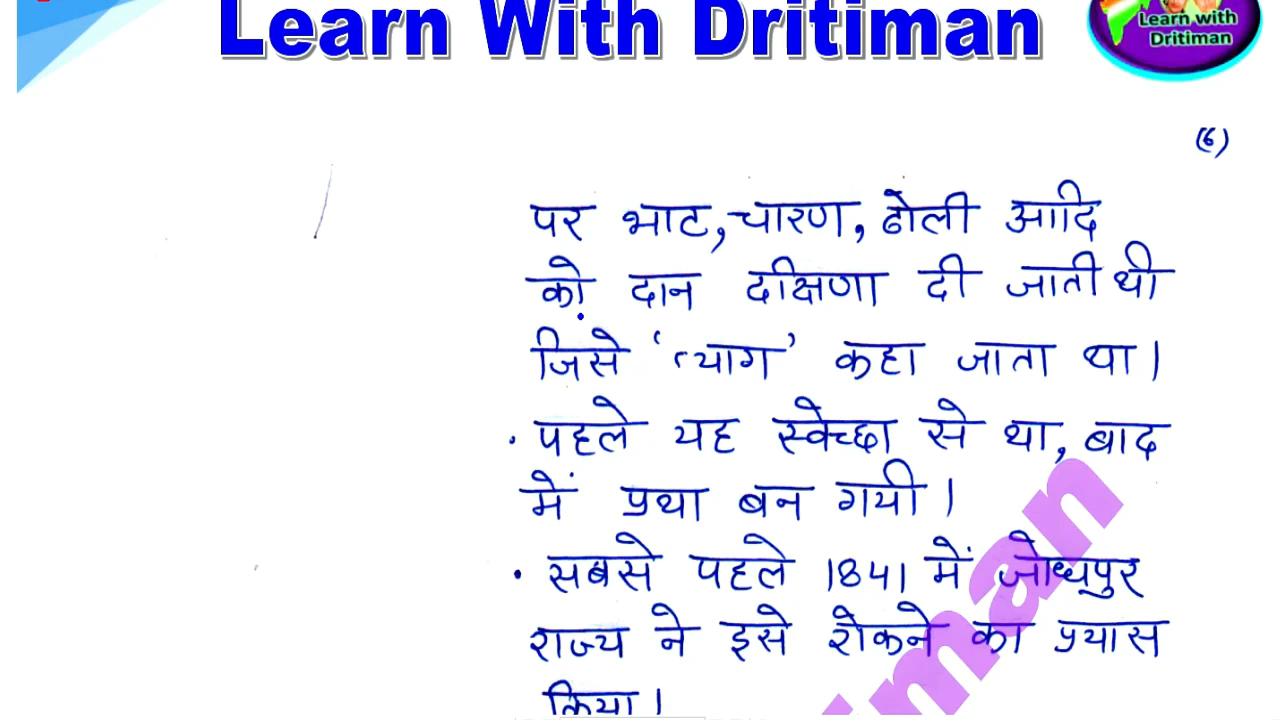 Learn With Dritiman
Learn with
Dritiman
(6)
पर भाट, चारण, ढोली आदि
को दान दक्षिणा दी जाती थी
जिसे ‘त्याग’ कहा जाता था।
· पहले यह स्वेच्छा से था, बाद
में प्रथा बन गयी।
· सबसे पहले 1841 में जोधपुर
राज्य ने इसे रोकने का प्रयास
किया।
iman